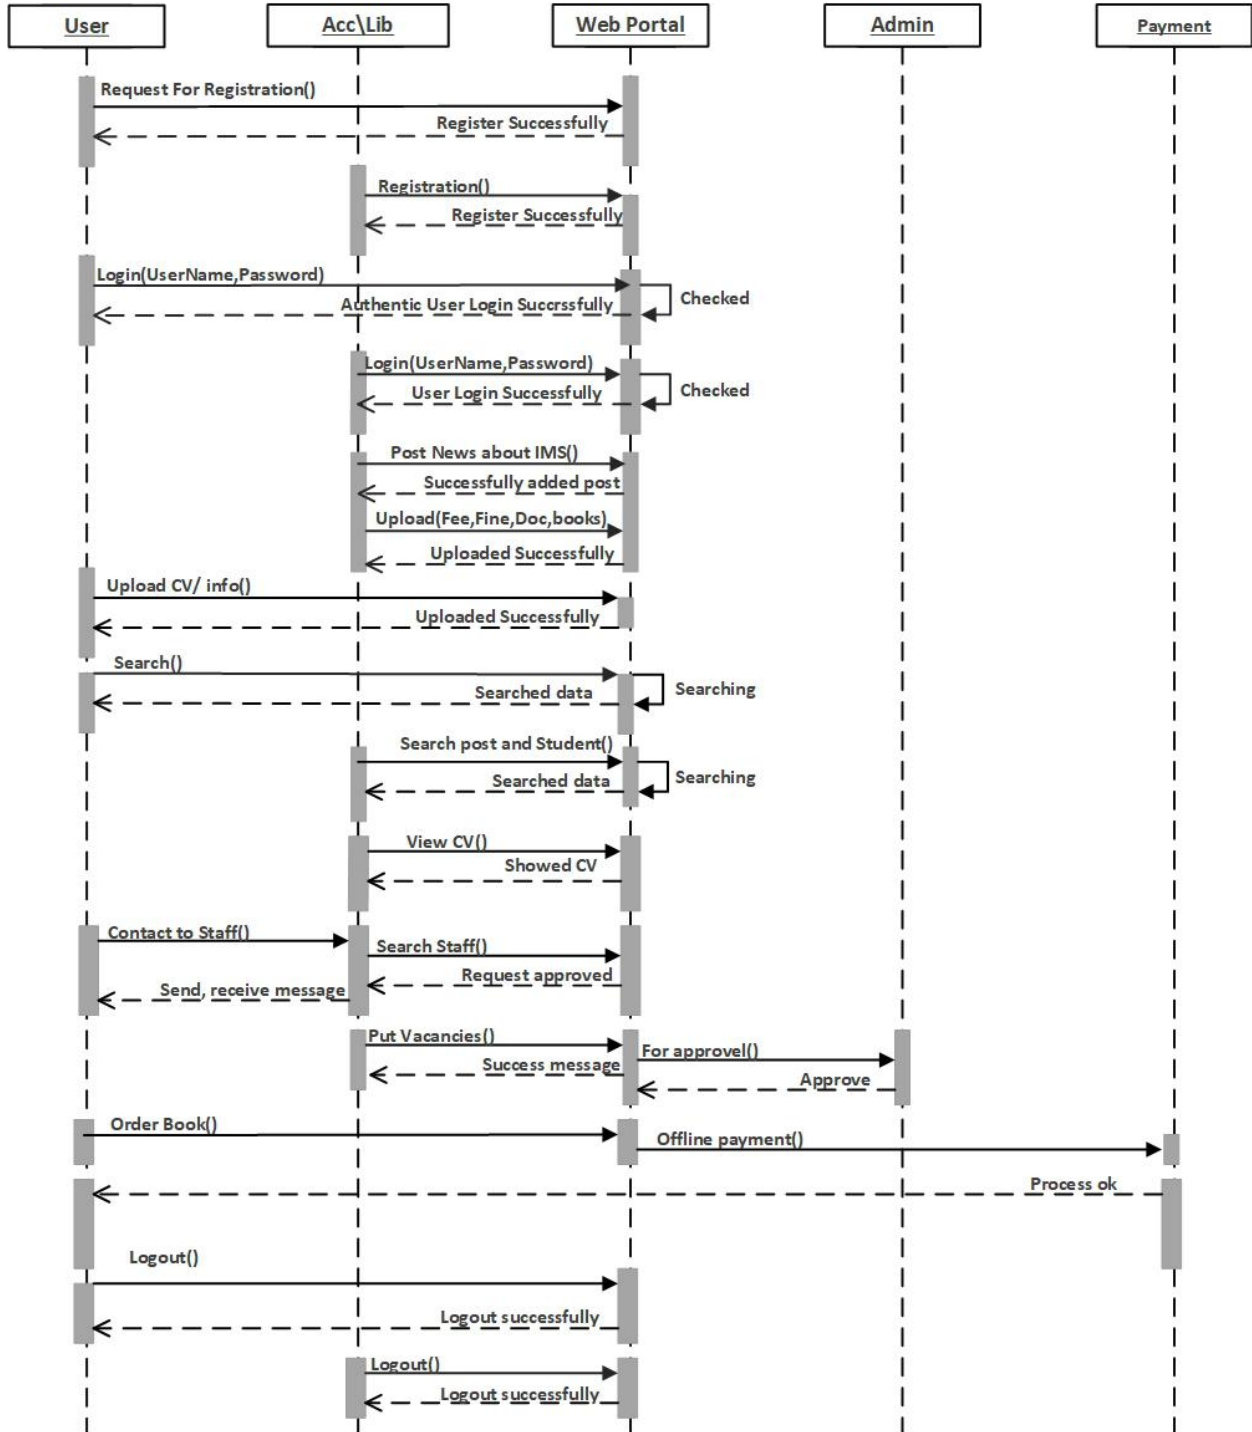 User
Acc\Lib
Web Portal
Admin
Payment
Request For Registration()
Register Successfully
Registration()
Register Successfully
Login(UserName,Password)
Checked
Authentic User Login Succrssfully
Login(UserName,Password)
Checked
User Login Successfully
Post News about IMS()
Successfully added post
Upload(Fee,Fine,Doc,books)
Uploaded Successfully
Upload CV/ info()
Uploaded Successfully
Search()
Searching
Searched data
Search post and Student()
Searching
Searched data
View CV()
Showed CV
Contact to Staff()
Search Staff()
Request approved
Send, receive message
Put Vacancies()
For approvel()
Success message
Approve
Order Book()
Offline payment()
Process ok
Logout()
Logout successfully
Logout()
Logout successfully